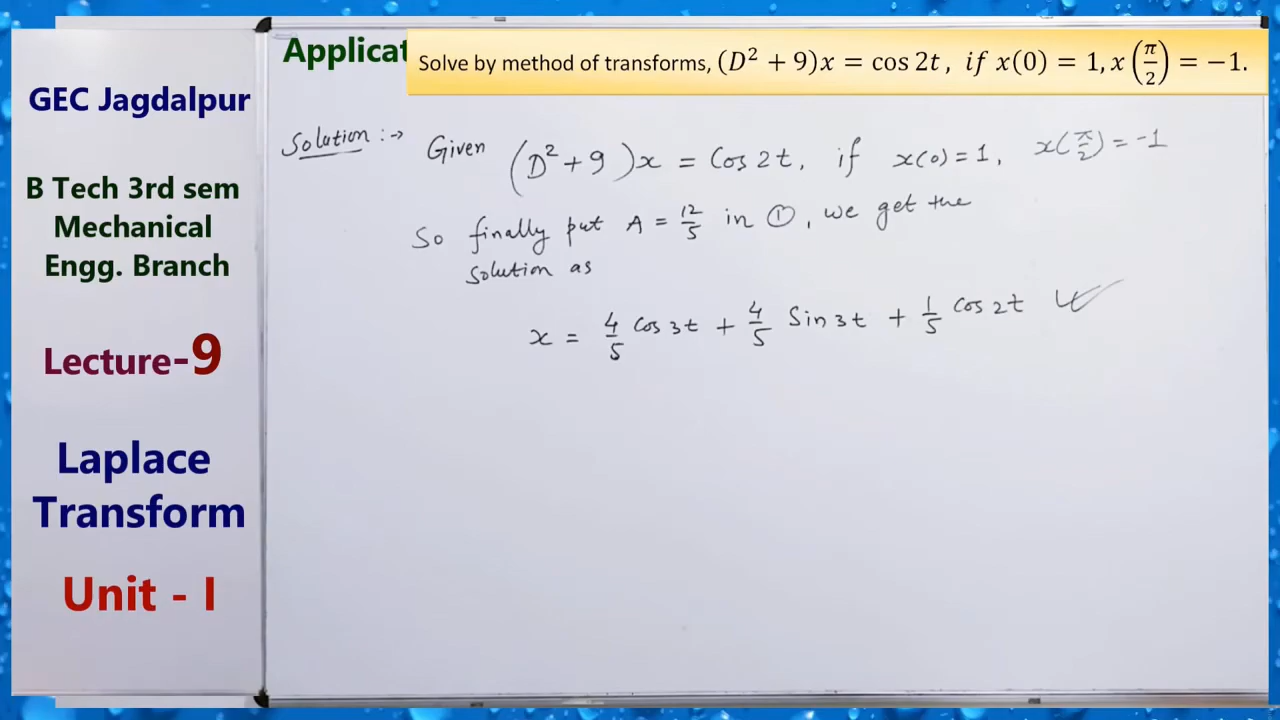 Applicat
Solve by method of transforms, (D² + 9)x = cos 2t, if x(0) = 1, x(π/2) = −1.
GEC Jagdalpur
B Tech 3rd sem
Mechanical
Engg. Branch
Lecture-9
Laplace
Transform
Unit - I
Solution :→ Given (D² + 9)x = Cos 2t, if x(0) = 1, x(π/2) = -1
So finally put A = 12/5 in ①, we get the
solution as
x = 4/5 cos 3t + 4/5 Sin 3t + 1/5 cos 2t